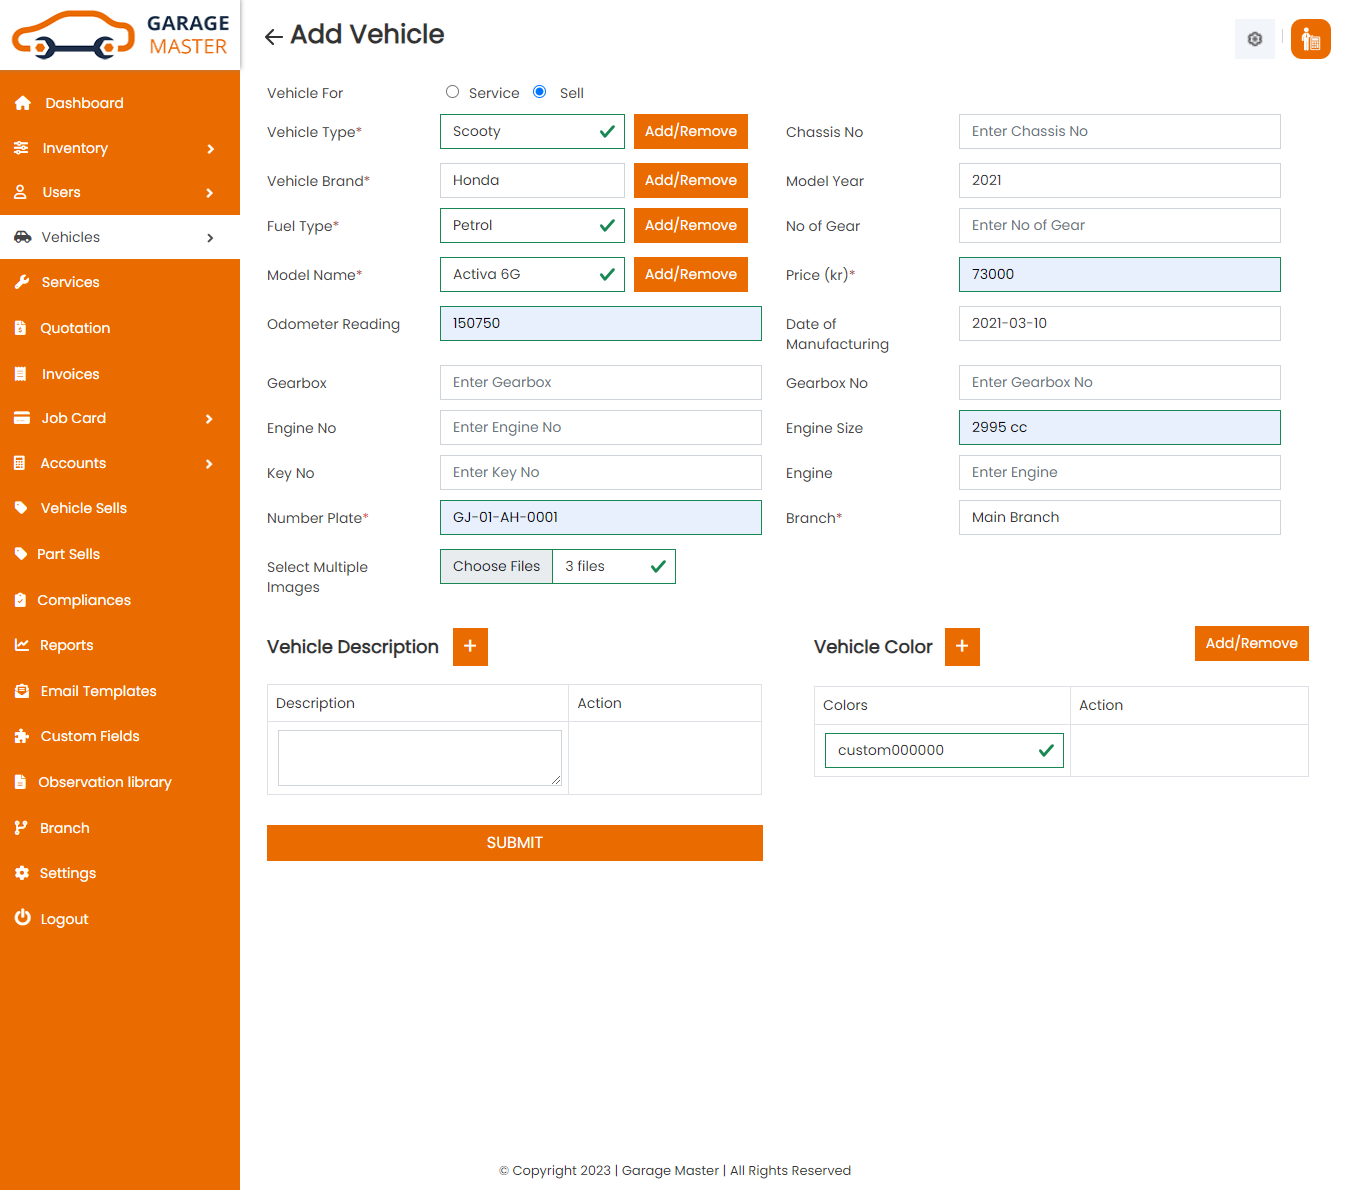 GARAGE
MASTER
Dashboard
Inventory
Users
Vehicles
Services
Quotation
Invoices
Job Card
Accounts
Vehicle Sells
Part Sells
Compliances
Reports
Email Templates
Custom Fields
Observation library
Branch
Settings
Logout
Add Vehicle
Vehicle For Service Sell
Vehicle Type* Scooty Add/Remove Chassis No Enter Chassis No
Vehicle Brand* Honda Add/Remove Model Year 2021
Fuel Type* Petrol Add/Remove No of Gear Enter No of Gear
Model Name* Activa 6G Add/Remove Price (kr)* 73000
Odometer Reading 150750 Date of 2021-03-10
Manufacturing
Gearbox Enter Gearbox Gearbox No Enter Gearbox No
Engine No Enter Engine No Engine Size 2995 cc
Key No Enter Key No Engine Enter Engine
Number Plate* GJ-01-AH-0001 Branch* Main Branch
Select Multiple Choose Files 3 files
Images
Vehicle Description + Vehicle Color + Add/Remove
Description Action
Colors Action
custom000000
SUBMIT
© Copyright 2023 | Garage Master | All Rights Reserved